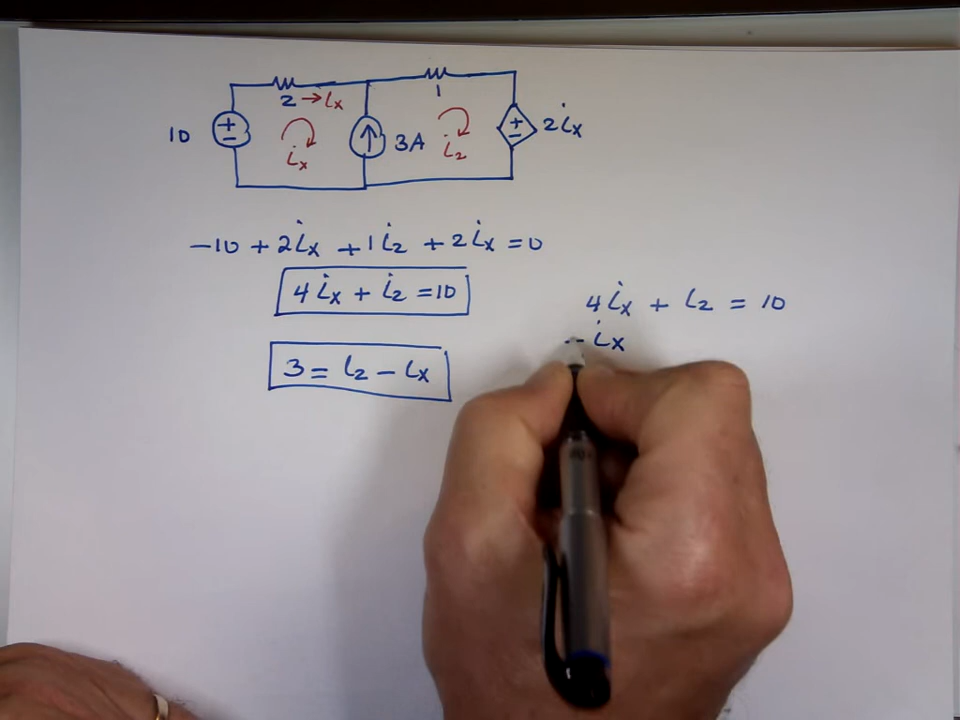 2 → ix
1
10
+
−
ix
3A
i2
+
−
2ix
−10 + 2ix + 1i2 + 2ix = 0
4ix + i2 = 10
4ix + i2 = 10
− ix
3 = i2 − ix